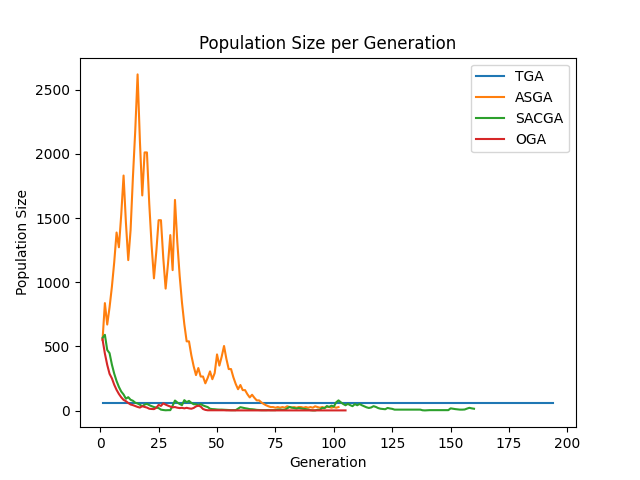 Population Size per Generation
TGA
ASGA
SACGA
OGA
2500
2000
1500
1000
500
0
Population Size
0 25 50 75 100 125 150 175 200
Generation